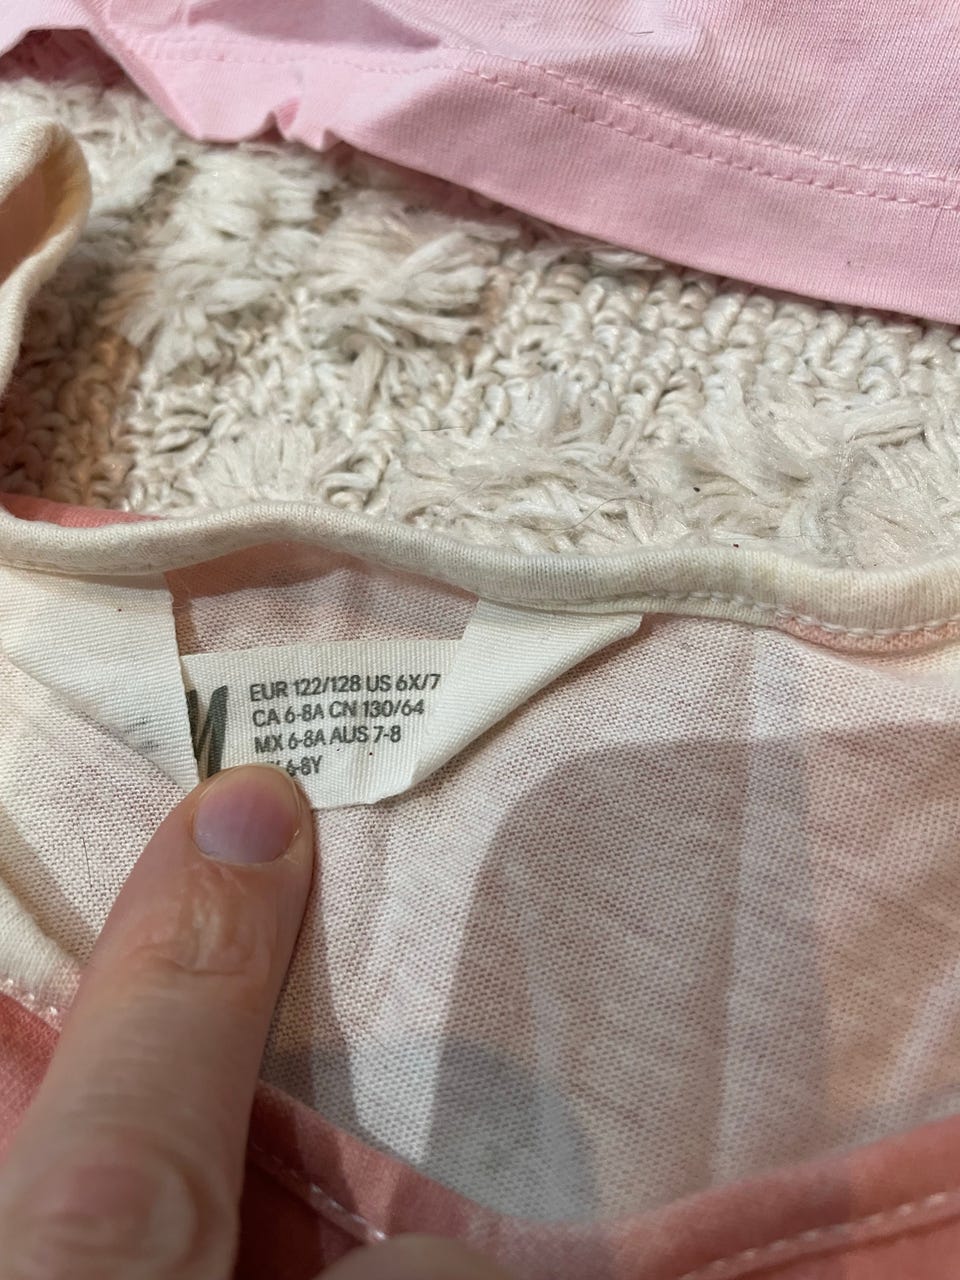 EUR 122/128 US 6X/7
CA 6-8A CN 130/64
MX 6-8A AUS 7-8
6-8Y